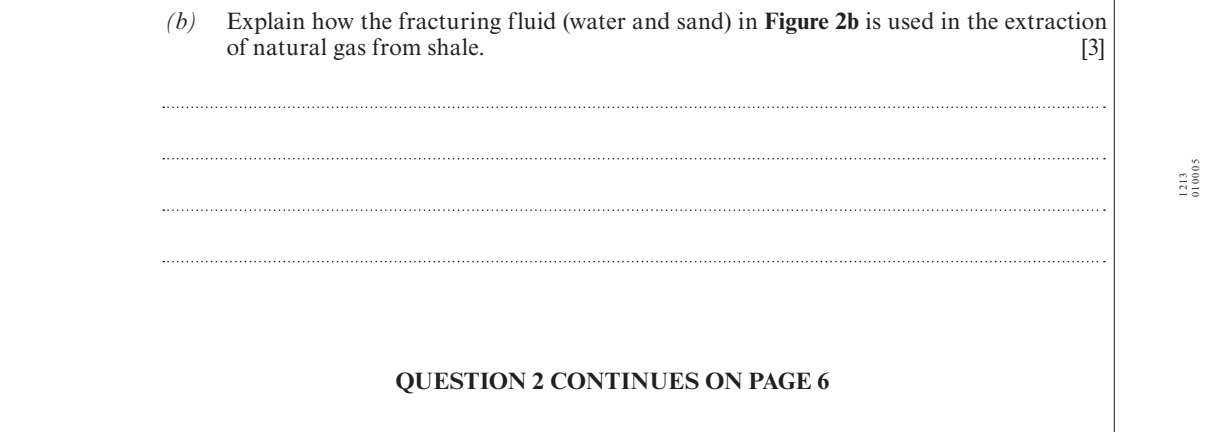 (b) Explain how the fracturing fluid (water and sand) in Figure 2b is used in the extraction
of natural gas from shale. [3]
QUESTION 2 CONTINUES ON PAGE 6
1213
010005